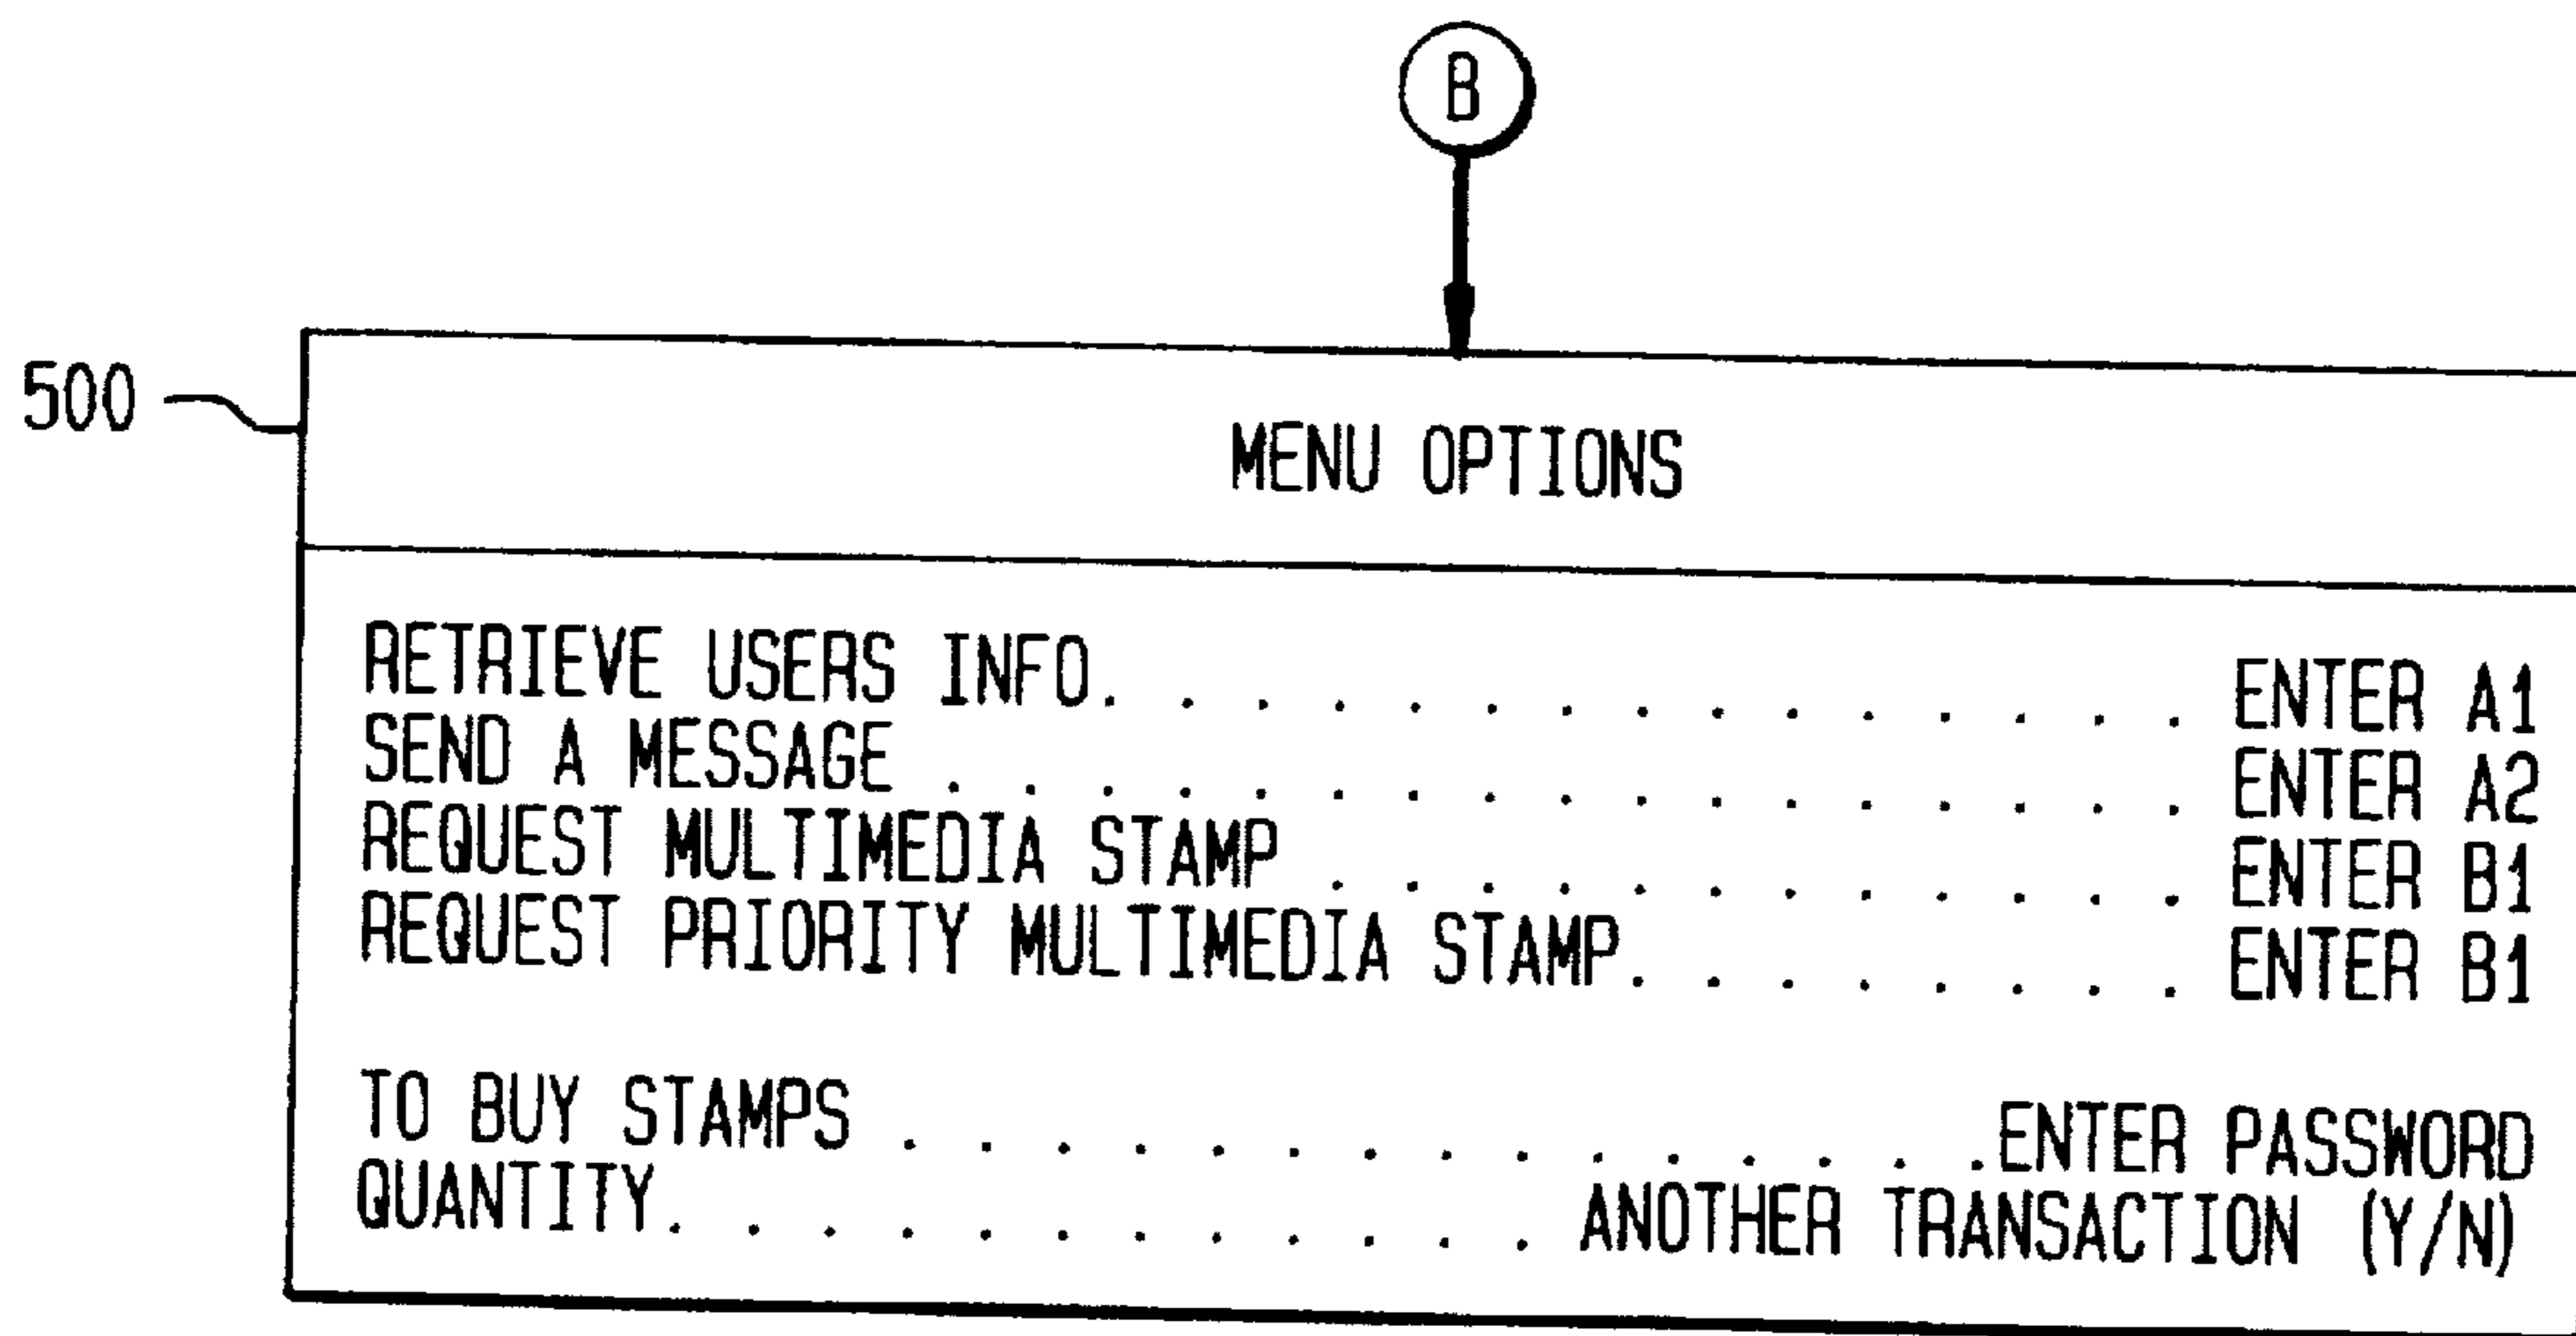 B
500
MENU OPTIONS
RETRIEVE USERS INFO. . . . . . . . . . . . . . . ENTER A1
SEND A MESSAGE . . . . . . . . . . . . . . . . . ENTER A2
REQUEST MULTIMEDIA STAMP . . . . . . . . . . . . ENTER B1
REQUEST PRIORITY MULTIMEDIA STAMP. . . . . . . . ENTER B1
TO BUY STAMPS . . . . . . . . . . . . . . .ENTER PASSWORD
QUANTITY. . . . . . . . . . . . ANOTHER TRANSACTION (Y/N)